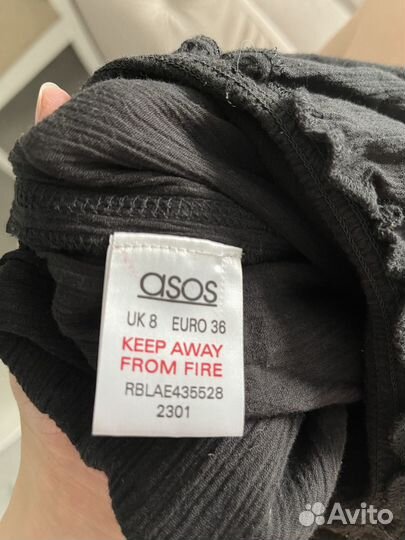 asos
UK 8 EURO 36
KEEP AWAY
FROM FIRE
RBLAE435528
2301
Avito